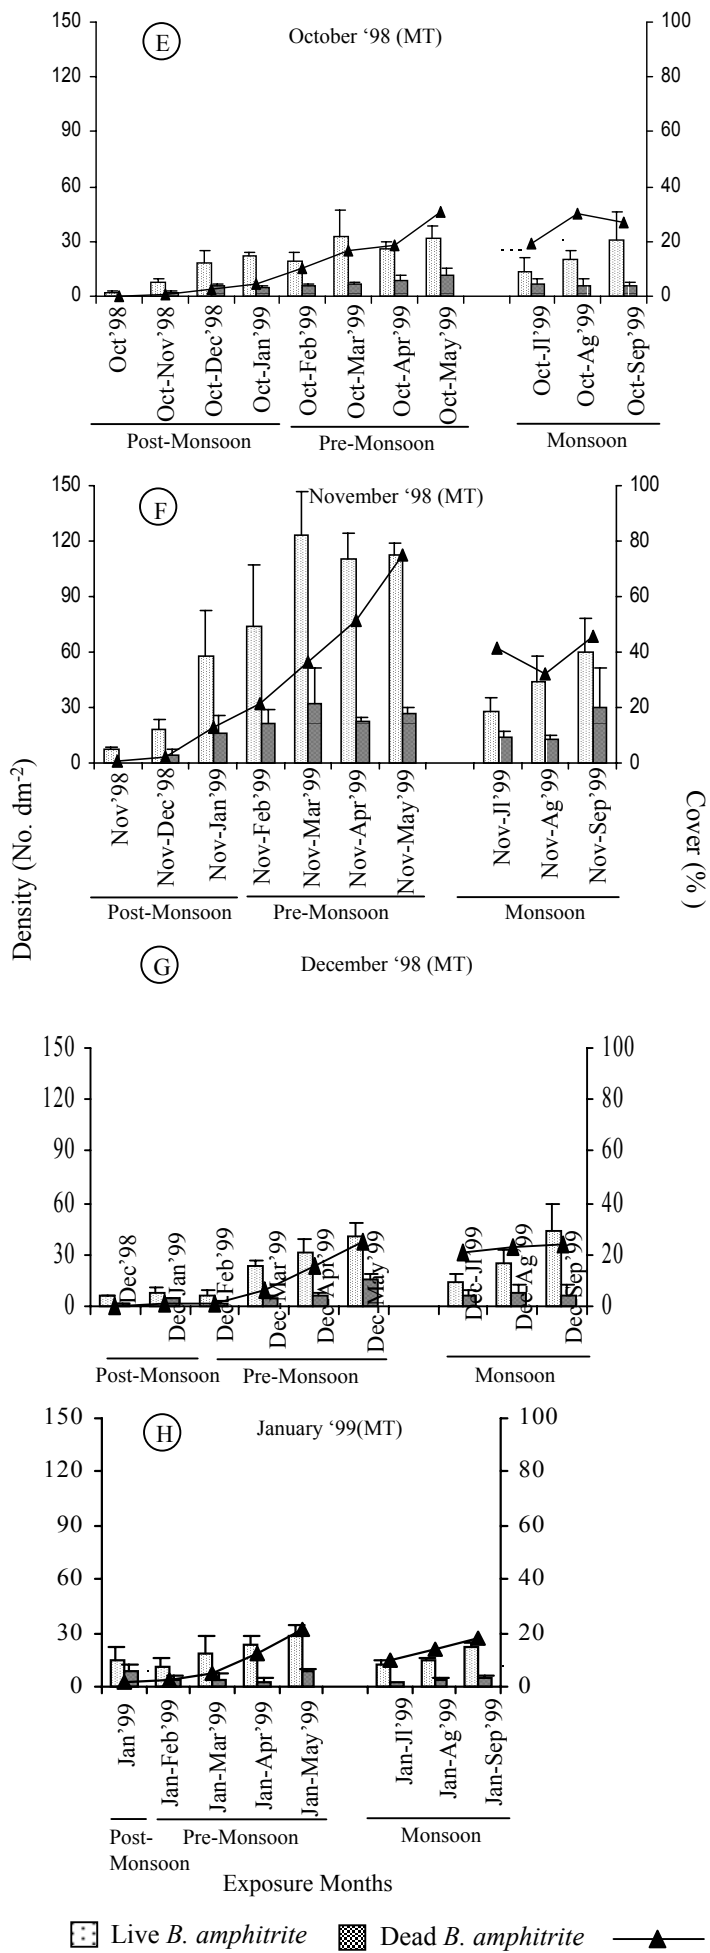 E
October ‘98 (MT)
150
120
90
60
30
0
100
80
60
40
20
0
Oct’98
Oct-Nov’98
Oct-Dec’98
Oct-Jan’99
Oct-Feb’99
Oct-Mar’99
Oct-Apr’99
Oct-May’99
Oct-Jl’99
Oct-Ag’99
Oct-Sep’99
Post-Monsoon
Pre-Monsoon
Monsoon
F
November ‘98 (MT)
150
120
90
60
30
0
100
80
60
40
20
0
Nov’98
Nov-Dec’98
Nov-Jan’99
Nov-Feb’99
Nov-Mar’99
Nov-Apr’99
Nov-May’99
Nov-Jl’99
Nov-Ag’99
Nov-Sep’99
Post-Monsoon
Pre-Monsoon
Monsoon
Density (No. dm-2)
Cover (% )
G
December ‘98 (MT)
150
120
90
60
30
0
100
80
60
40
20
0
Dec’98
Dec-Jan’99
Dec-Feb’99
Dec-Mar’99
Dec-Apr’99
Dec-May’99
Dec-Jl’99
Dec-Ag’99
Dec-Sep’99
Post-Monsoon
Pre-Monsoon
Monsoon
H
January ‘99(MT)
150
120
90
60
30
0
100
80
60
40
20
0
Jan’99
Jan-Feb’99
Jan-Mar’99
Jan-Apr’99
Jan-May’99
Jan-Jl’99
Jan-Ag’99
Jan-Sep’99
Post-
Monsoon
Pre-Monsoon
Monsoon
Exposure Months
Live B. amphitrite
Dead B. amphitrite